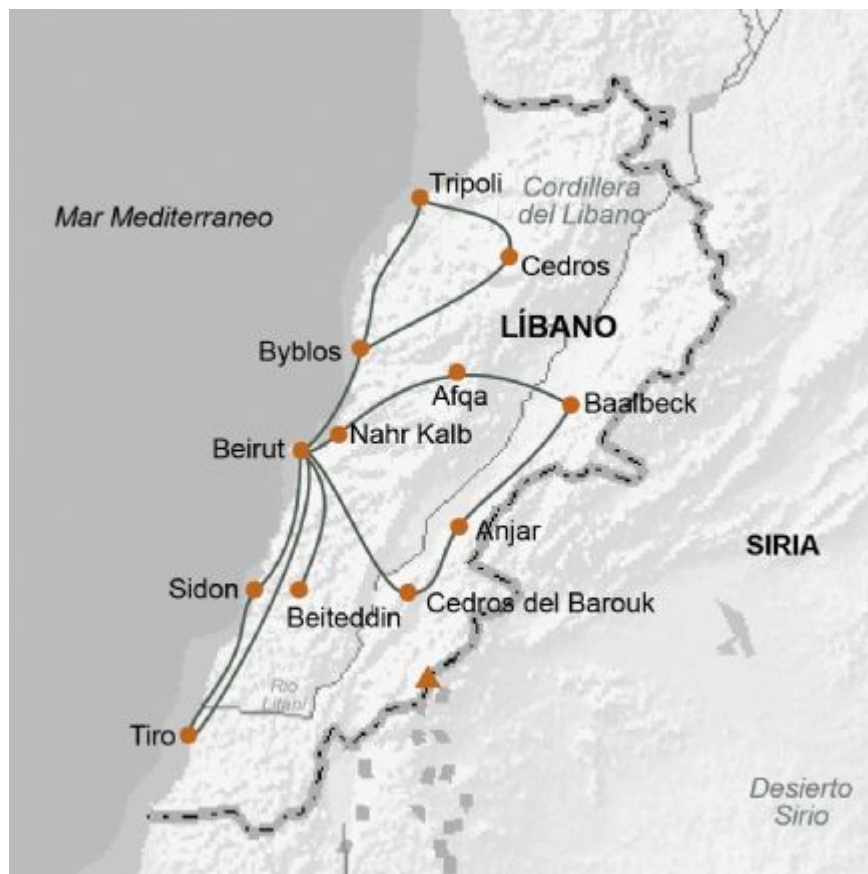 Tripoli
Cordillera
del Libano
Mar Mediterraneo
Cedros
LÍBANO
Byblos
Afqa
Baalbeck
Nahr Kalb
Beirut
Anjar
SIRIA
Sidon
Beiteddin
Cedros del Barouk
Rio
Litani
Tiro
Desierto
Sirio